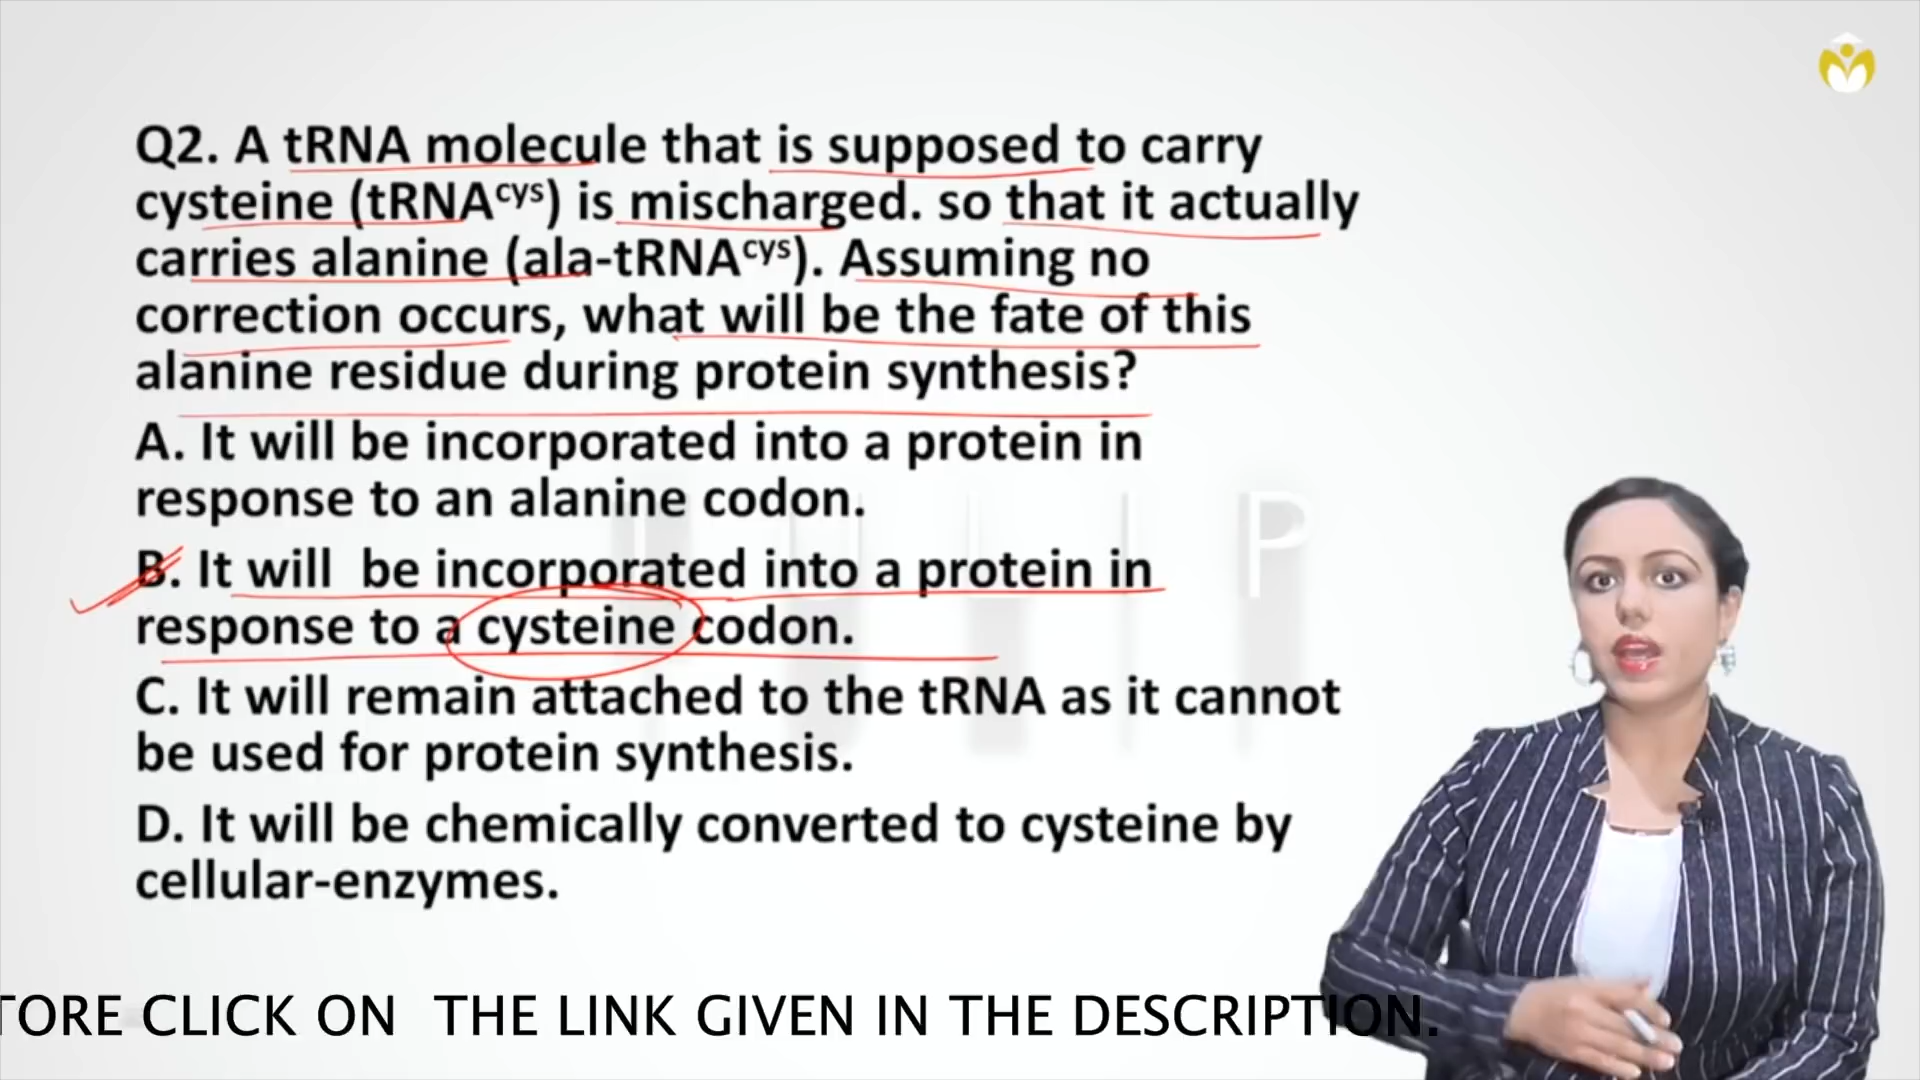 Q2. A tRNA molecule that is supposed to carry
cysteine (tRNAcys) is mischarged. so that it actually
carries alanine (ala-tRNAcys). Assuming no
correction occurs, what will be the fate of this
alanine residue during protein synthesis?
A. It will be incorporated into a protein in
response to an alanine codon.
B. It will be incorporated into a protein in
response to a cysteine codon.
C. It will remain attached to the tRNA as it cannot
be used for protein synthesis.
D. It will be chemically converted to cysteine by
cellular-enzymes.
TORE CLICK ON THE LINK GIVEN IN THE DESCRIPTION.